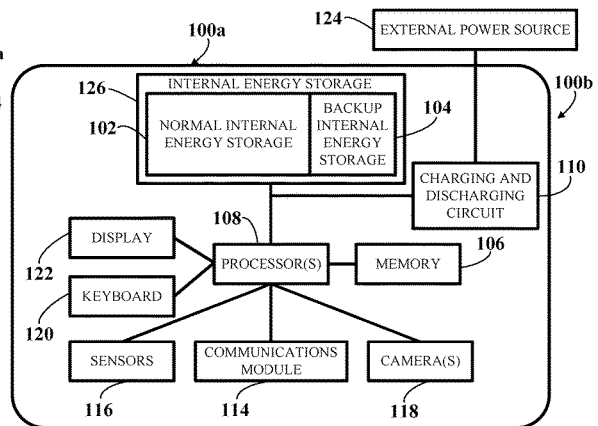 124
EXTERNAL POWER SOURCE
100a
100b
126
INTERNAL ENERGY STORAGE
102
NORMAL INTERNAL
ENERGY STORAGE
BACKUP
INTERNAL
ENERGY
STORAGE
104
CHARGING AND
DISCHARGING
CIRCUIT
110
108
DISPLAY
122
PROCESSOR(S)
MEMORY
106
KEYBOARD
120
SENSORS
116
COMMUNICATIONS
MODULE
114
CAMERA(S)
118